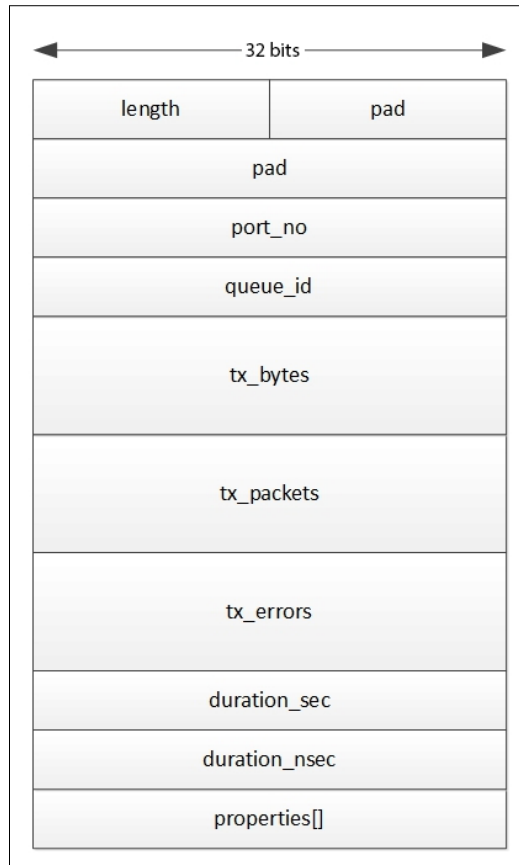 32 bits
length pad
pad
port_no
queue_id
tx_bytes
tx_packets
tx_errors
duration_sec
duration_nsec
properties[]